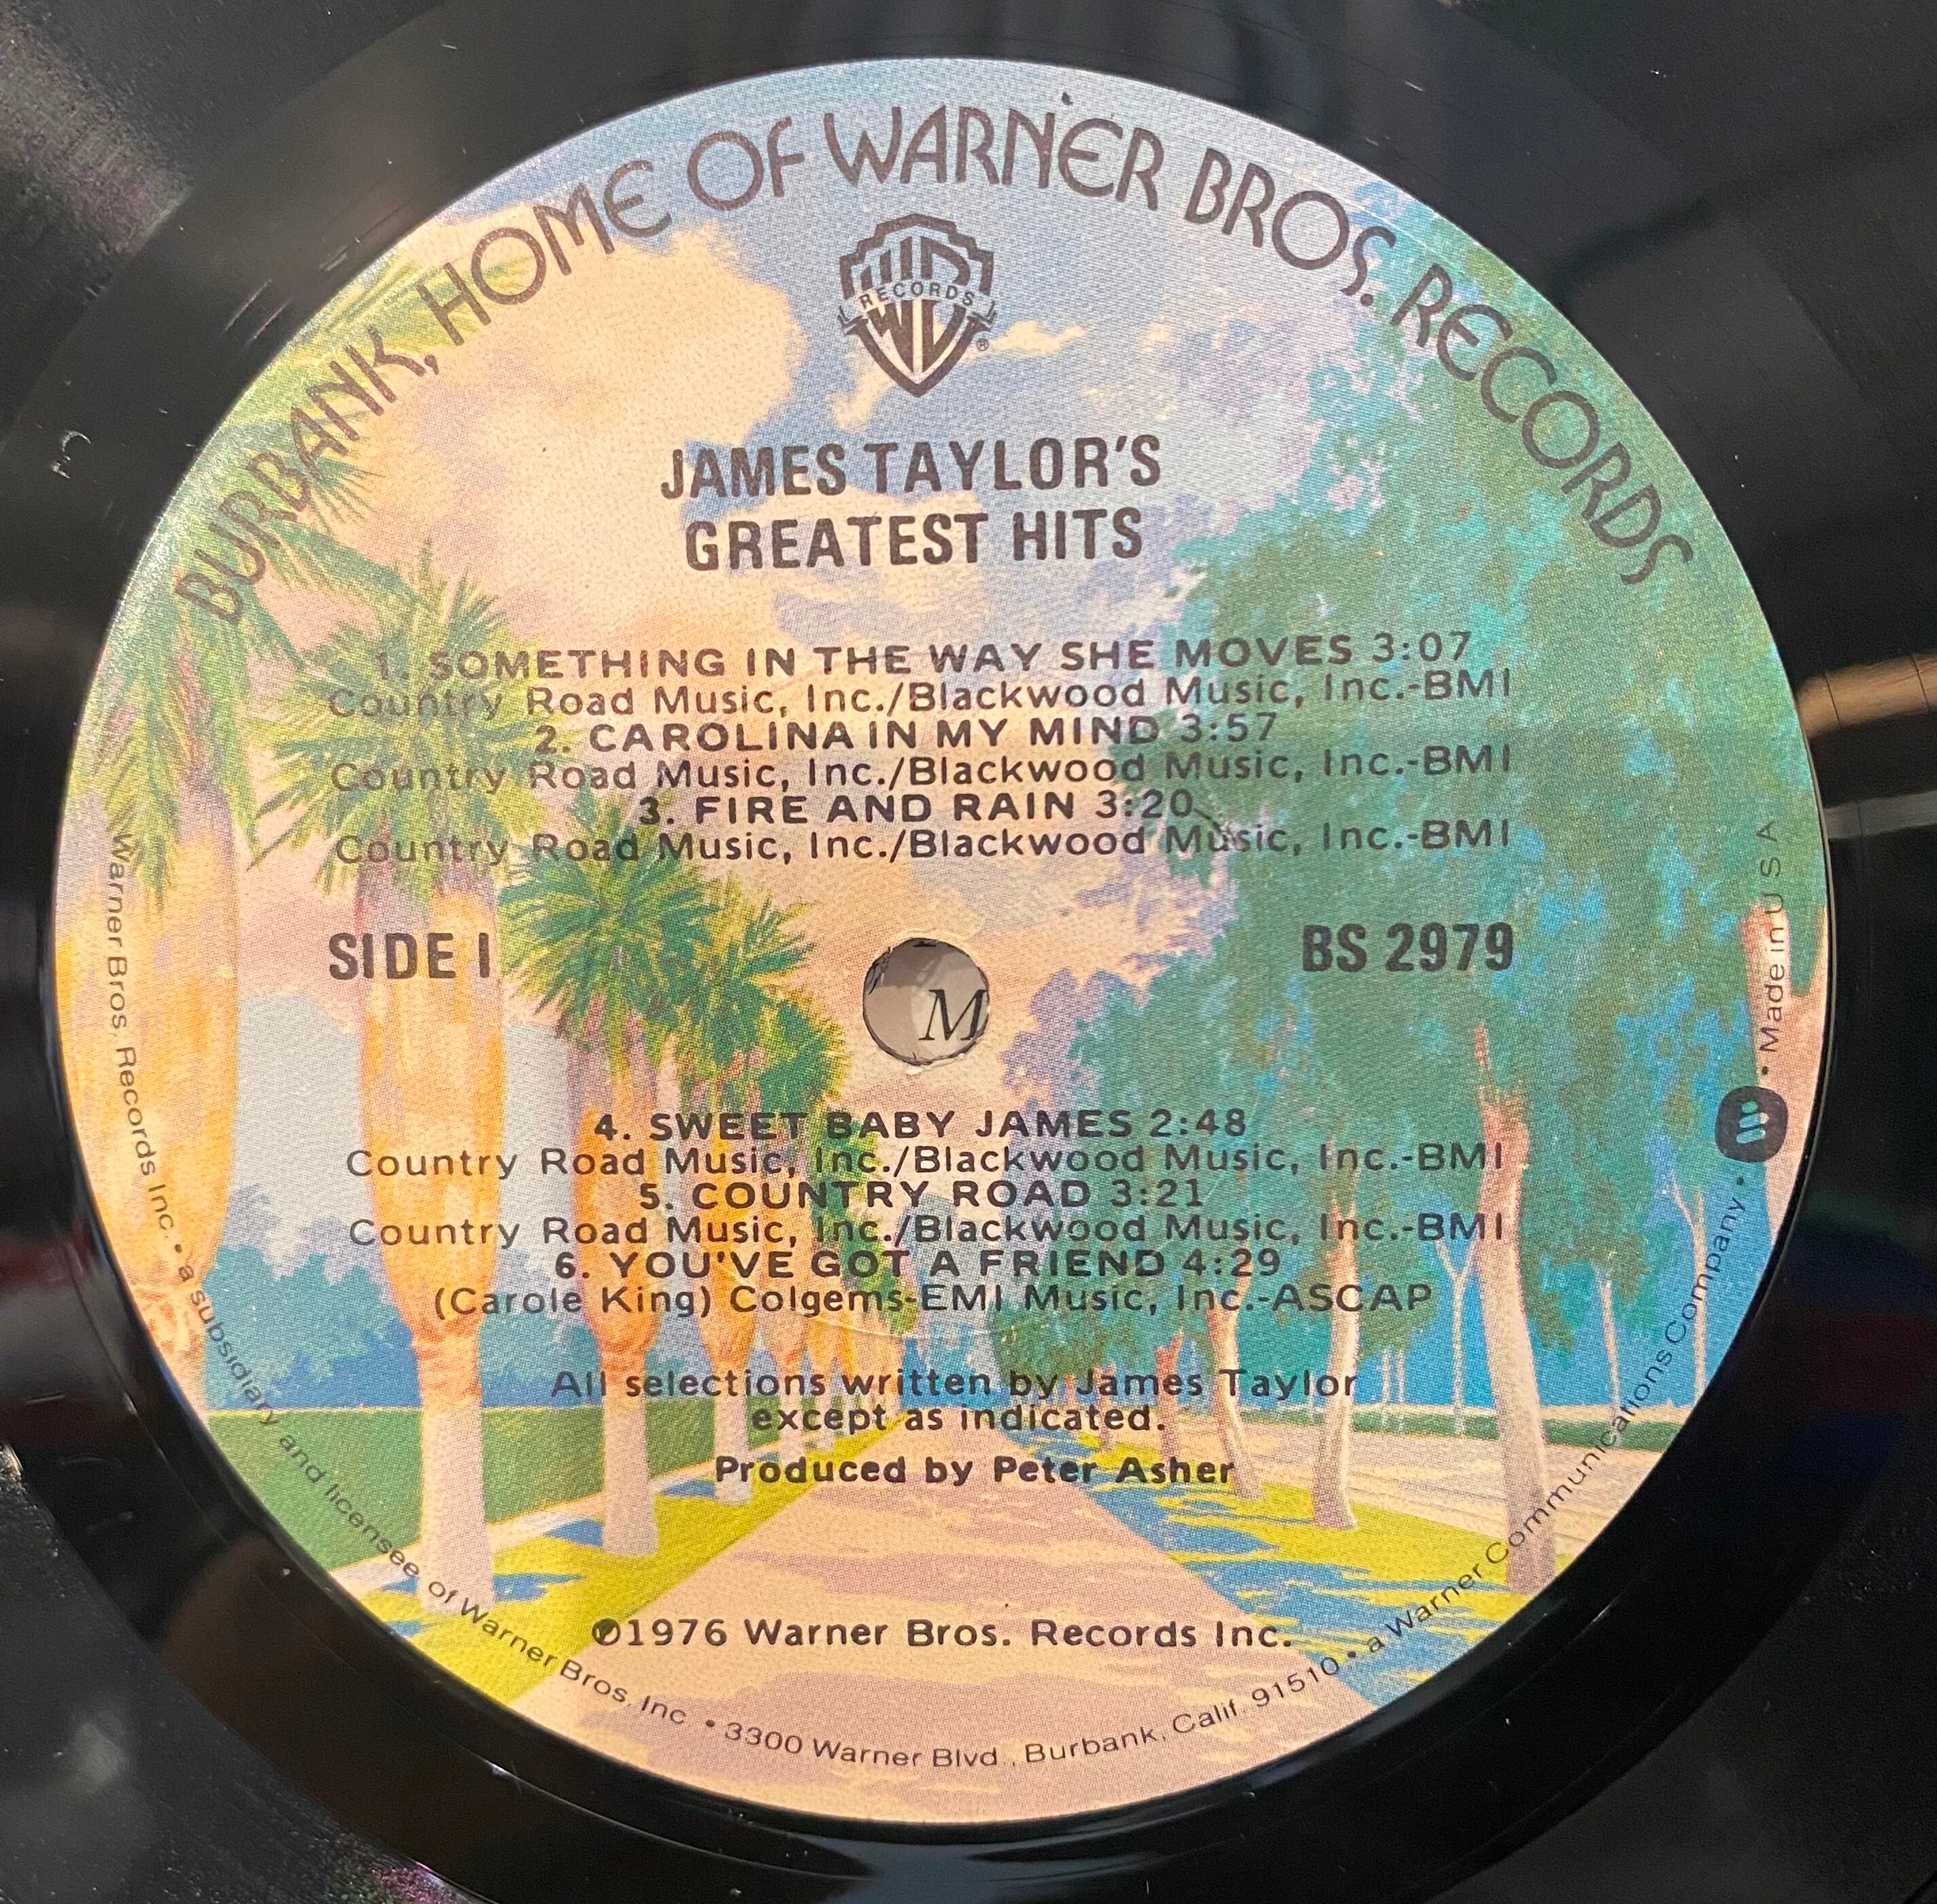 BURBANK, HOME OF WARNER BROS. RECORDS
RECORDS
®
JAMES TAYLOR'S
GREATEST HITS
1. SOMETHING IN THE WAY SHE MOVES 3:07
Country Road Music, Inc./Blackwood Music, Inc.-BMI
2. CAROLINA IN MY MIND 3:57
Country Road Music, Inc./Blackwood Music, Inc.-BMI
3. FIRE AND RAIN 3:20
Country Road Music, Inc./Blackwood Music, Inc.-BMI
SIDE I
BS 2979
M
4. SWEET BABY JAMES 2:48
Country Road Music, Inc./Blackwood Music, Inc.-BMI
5. COUNTRY ROAD 3:21
Country Road Music, Inc./Blackwood Music, Inc.-BMI
6. YOU'VE GOT A FRIEND 4:29
(Carole King) Colgems-EMI Music, Inc.-ASCAP
All selections written by James Taylor
except as indicated.
Produced by Peter Asher
℗1976 Warner Bros. Records Inc.
Warner Bros. Records Inc. • a subsidiary and licensee of Warner Bros. Inc. • 3300 Warner Blvd., Burbank, Calif. 91510 • a Warner Communications Company • W • Made in U S A